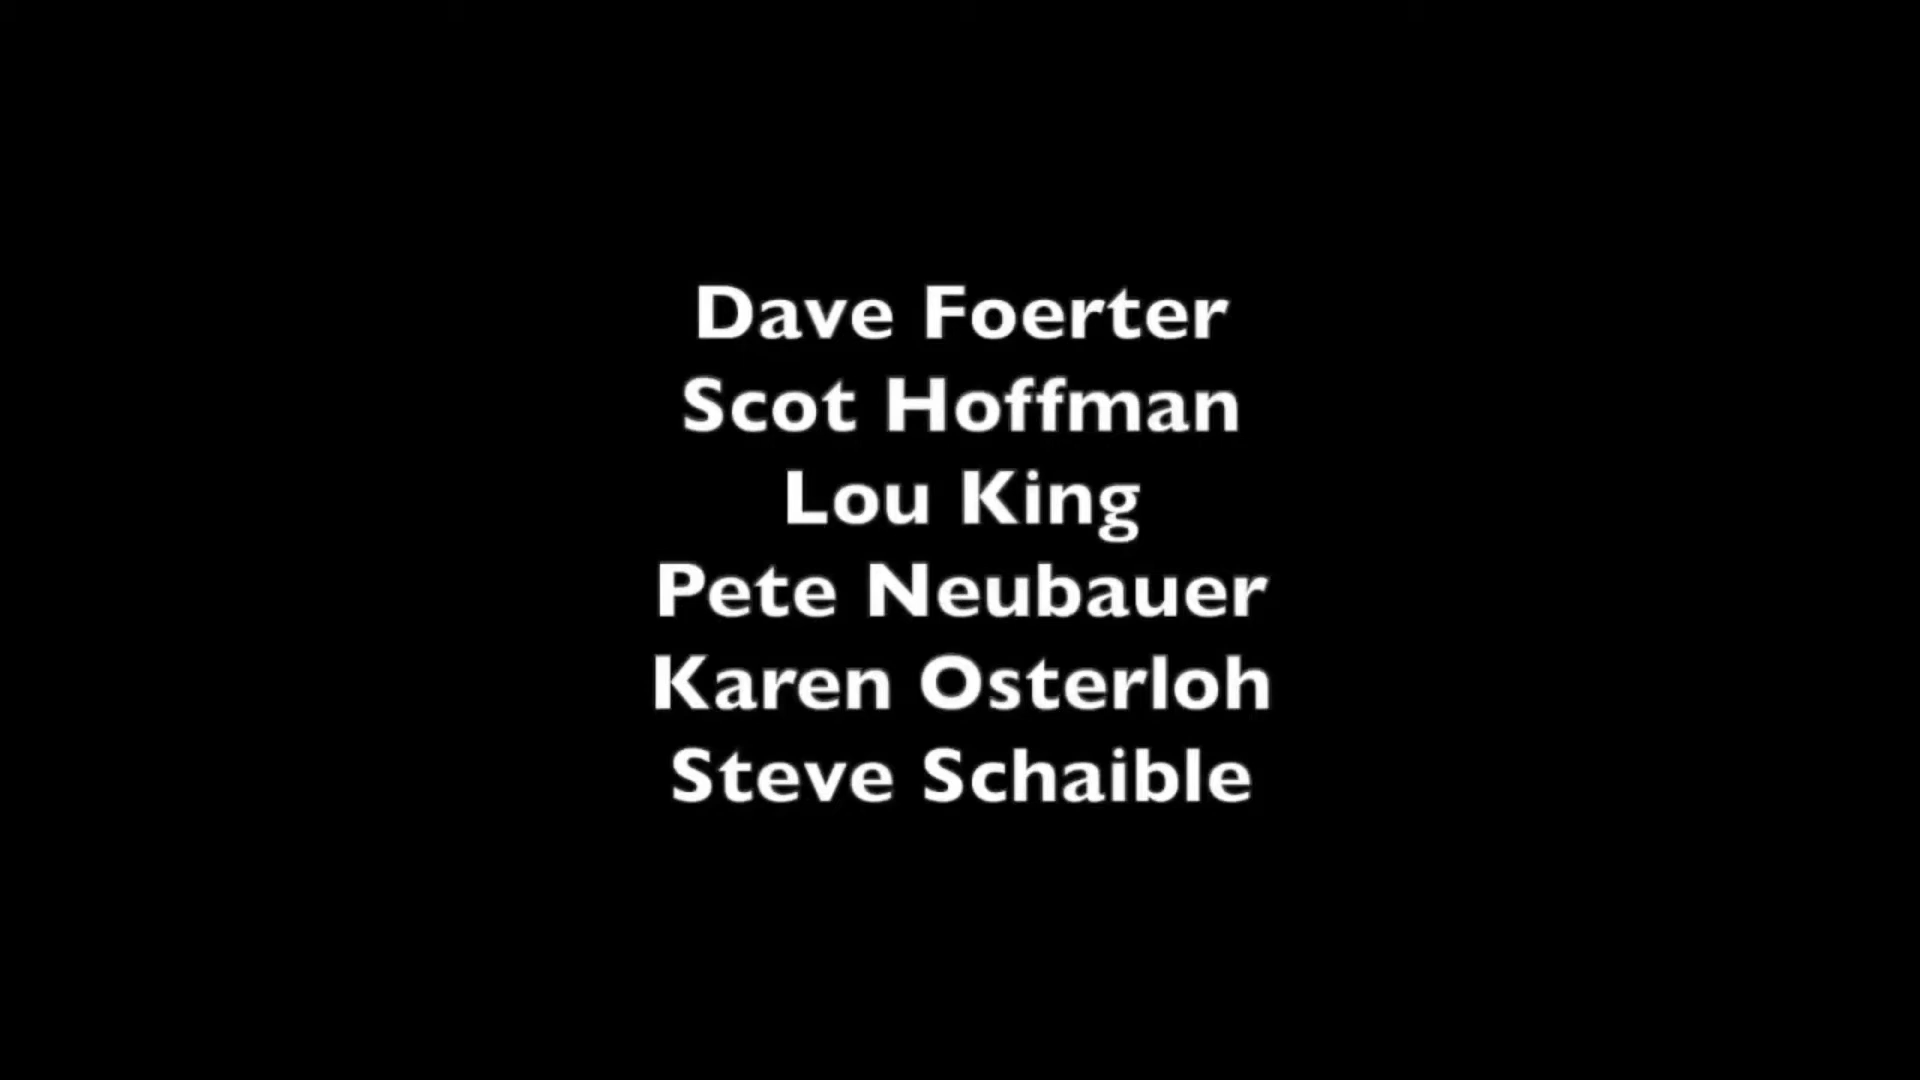 Dave Foerter
Scot Hoffman
Lou King
Pete Neubauer
Karen Osterloh
Steve Schaible